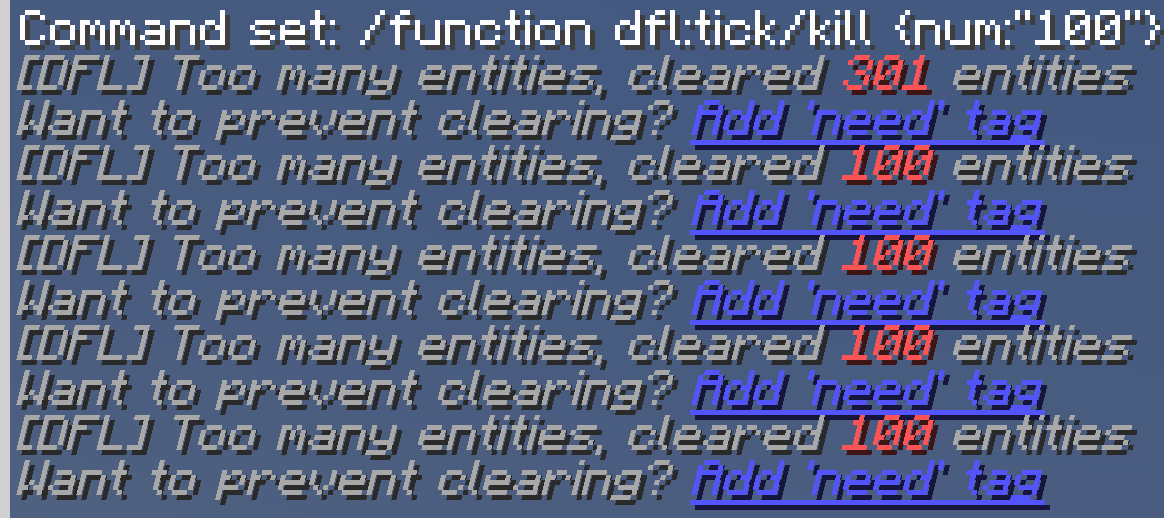 Command set: /function dfl:tick/kill {num:"100"}
[DFL] Too many entities, cleared 301 entities
Want to prevent clearing? Add 'need' tag
[DFL] Too many entities, cleared 100 entities
Want to prevent clearing? Add 'need' tag
[DFL] Too many entities, cleared 100 entities
Want to prevent clearing? Add 'need' tag
[DFL] Too many entities, cleared 100 entities
Want to prevent clearing? Add 'need' tag
[DFL] Too many entities, cleared 100 entities
Want to prevent clearing? Add 'need' tag